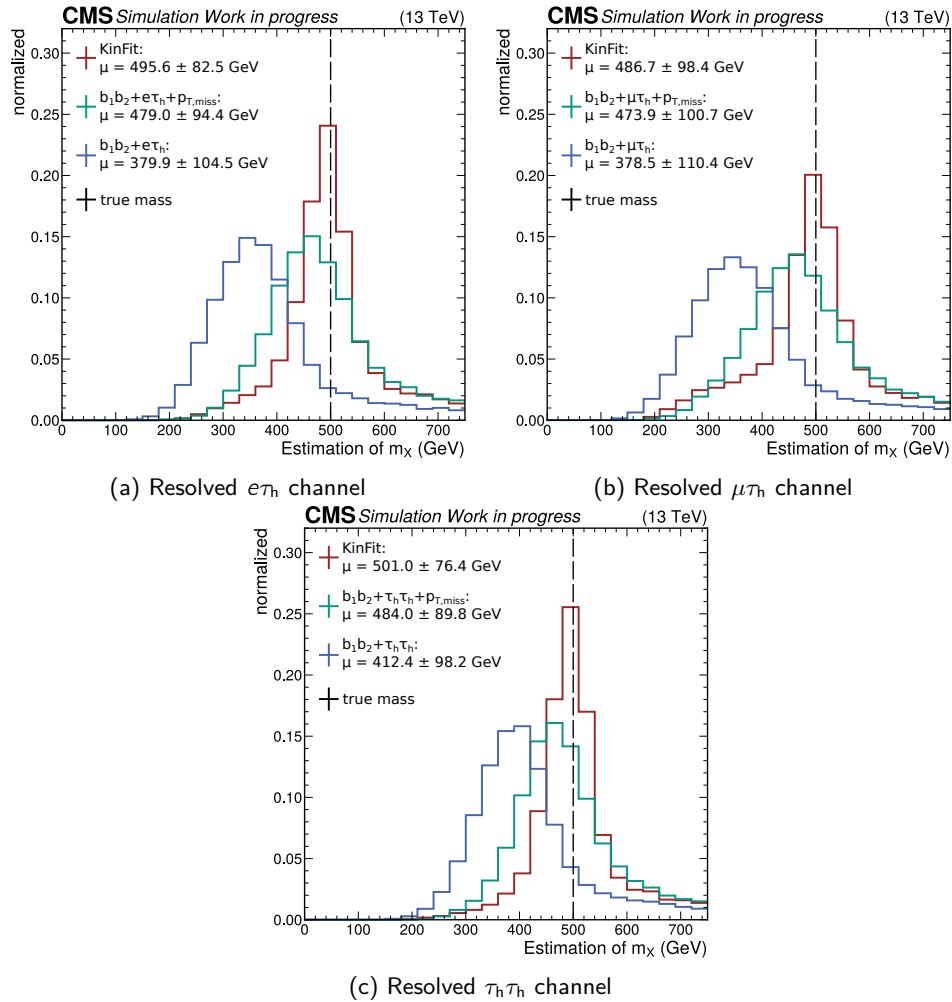 CMS Simulation Work in progress (13 TeV)
normalized
0.30
0.25
0.20
0.15
0.10
0.05
0.00
KinFit:
μ = 495.6 ± 82.5 GeV
b₁b₂+eτₕ+p_T,miss:
μ = 479.0 ± 94.4 GeV
b₁b₂+eτₕ:
μ = 379.9 ± 104.5 GeV
true mass
0 100 200 300 400 500 600 700
Estimation of m_X (GeV)
(a) Resolved eτₕ channel
CMS Simulation Work in progress (13 TeV)
normalized
0.30
0.25
0.20
0.15
0.10
0.05
0.00
KinFit:
μ = 486.7 ± 98.4 GeV
b₁b₂+μτₕ+p_T,miss:
μ = 473.9 ± 100.7 GeV
b₁b₂+μτₕ:
μ = 378.5 ± 110.4 GeV
true mass
0 100 200 300 400 500 600 700
Estimation of m_X (GeV)
(b) Resolved μτₕ channel
CMS Simulation Work in progress (13 TeV)
normalized
0.30
0.25
0.20
0.15
0.10
0.05
0.00
KinFit:
μ = 501.0 ± 76.4 GeV
b₁b₂+τₕτₕ+p_T,miss:
μ = 484.0 ± 89.8 GeV
b₁b₂+τₕτₕ:
μ = 412.4 ± 98.2 GeV
true mass
0 100 200 300 400 500 600 700
Estimation of m_X (GeV)
(c) Resolved τₕτₕ channel